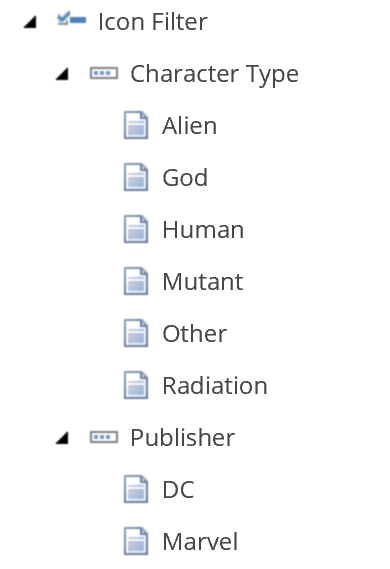 Icon Filter
Character Type
Alien
God
Human
Mutant
Other
Radiation
Publisher
DC
Marvel